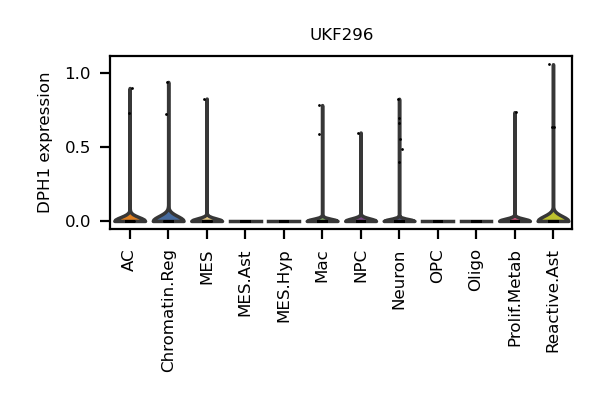 UKF296
DPH1 expression
1.0
0.5
0.0
AC
Chromatin.Reg
MES
MES.Ast
MES.Hyp
Mac
NPC
Neuron
OPC
Oligo
Prolif.Metab
Reactive.Ast